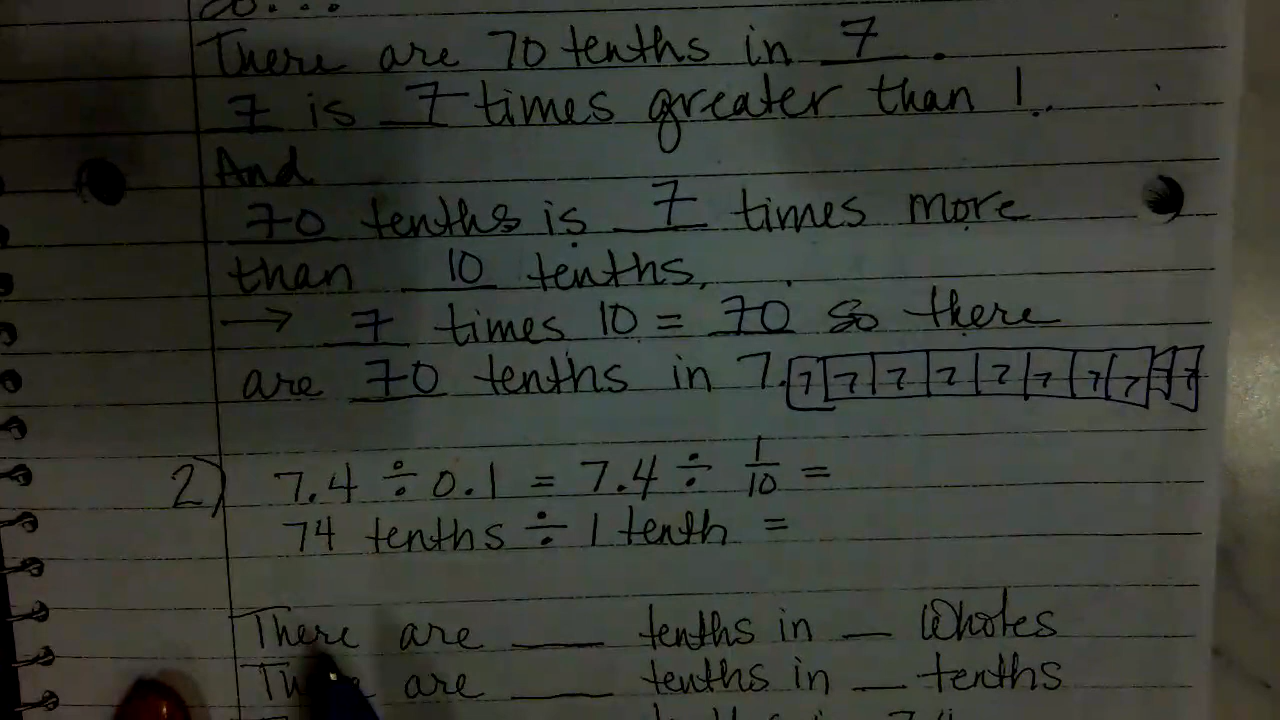 So...
There are 70 tenths in 7.
7 is 7 times greater than 1.
And
70 tenths is 7 times more
than 10 tenths.
→ 7 times 10 = 70 so there
are 70 tenths in 7. 7 7 7 7 7 7 7 7 7 7
2) 7.4 ÷ 0.1 = 7.4 ÷ 1/10 =
74 tenths ÷ 1 tenth =
There are ___ tenths in __ Wholes
There are ___ tenths in __ tenths